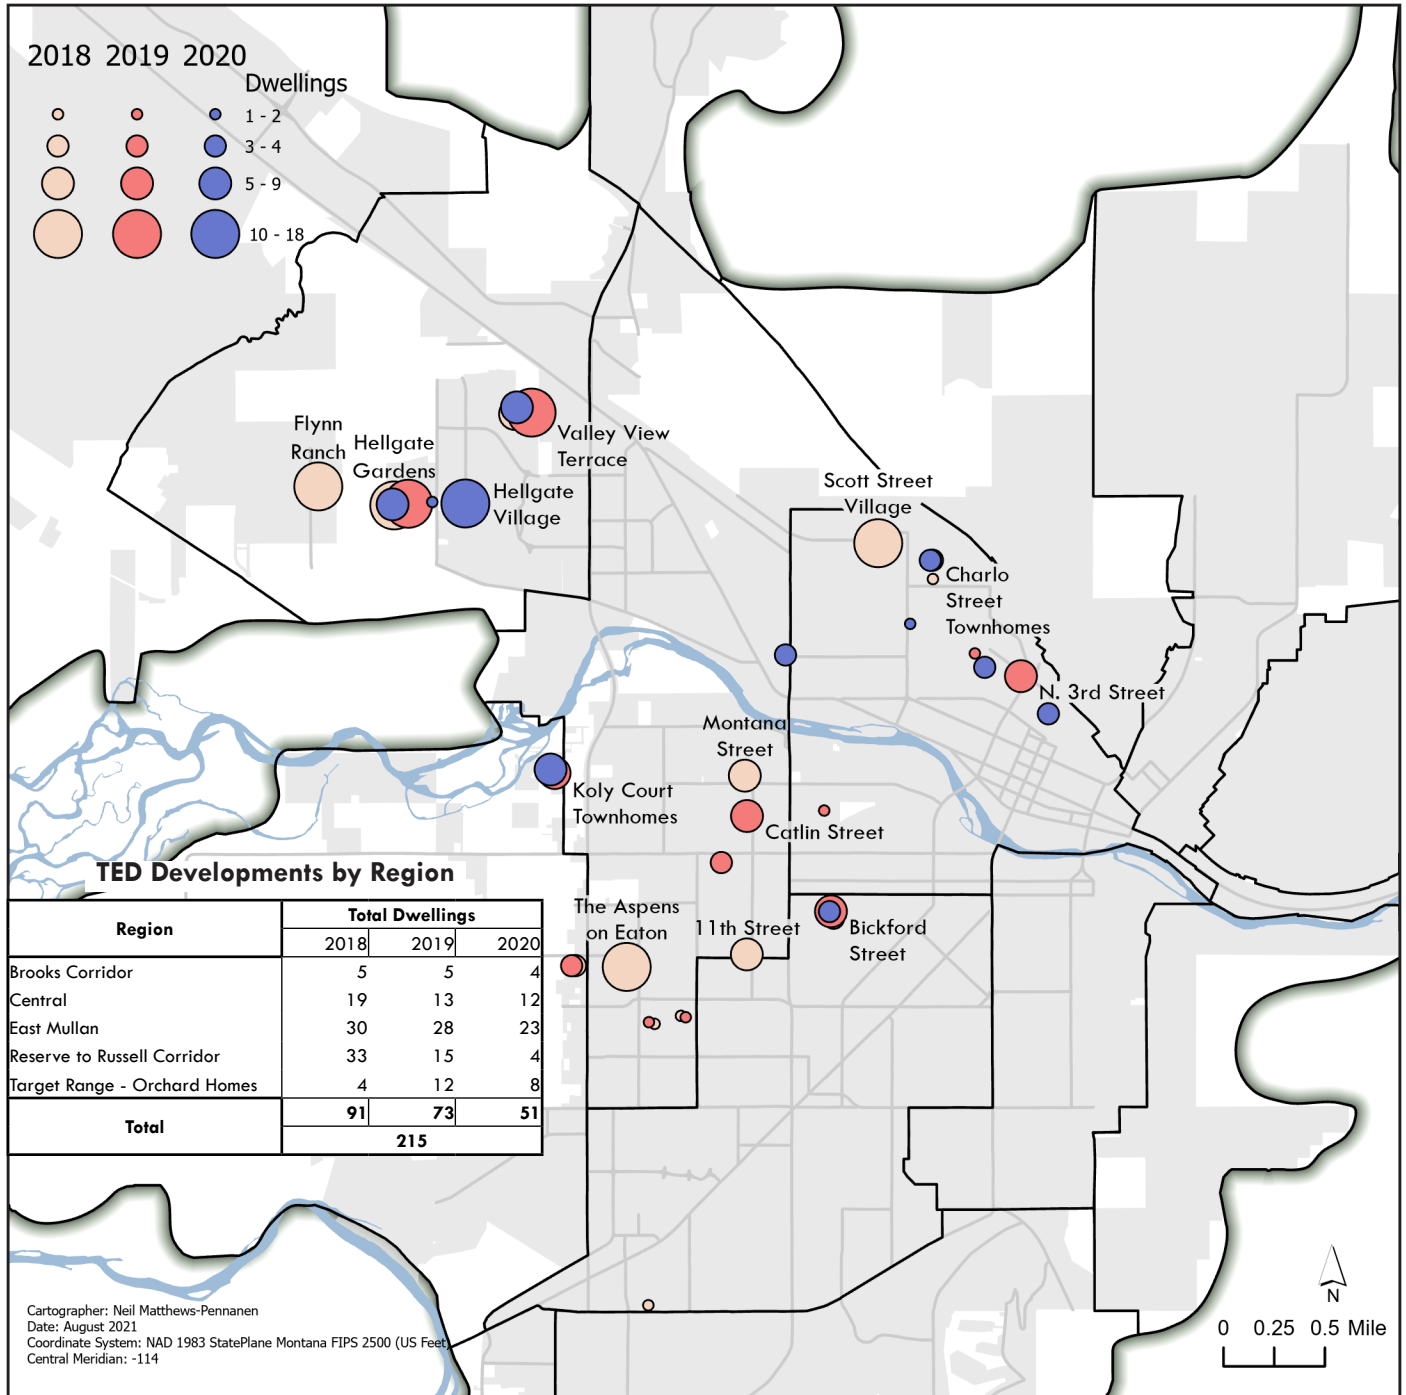 2018 2019 2020
Dwellings
1 - 2
3 - 4
5 - 9
10 - 18
Flynn
Ranch
Hellgate
Gardens
Valley View
Terrace
Hellgate
Village
Scott Street
Village
Charlo
Street
Townhomes
N. 3rd Street
Montana
Street
Koly Court
Townhomes
Catlin Street
The Aspens
on Eaton
11th Street
Bickford
Street
TED Developments by Region
Region Total Dwellings
2018 2019 2020
Brooks Corridor 5 5 4
Central 19 13 12
East Mullan 30 28 23
Reserve to Russell Corridor 33 15 4
Target Range - Orchard Homes 4 12 8
Total 91 73 51
215
Cartographer: Neil Matthews-Pennanen
Date: August 2021
Coordinate System: NAD 1983 StatePlane Montana FIPS 2500 (US Feet)
Central Meridian: -114
N
0 0.25 0.5 Mile